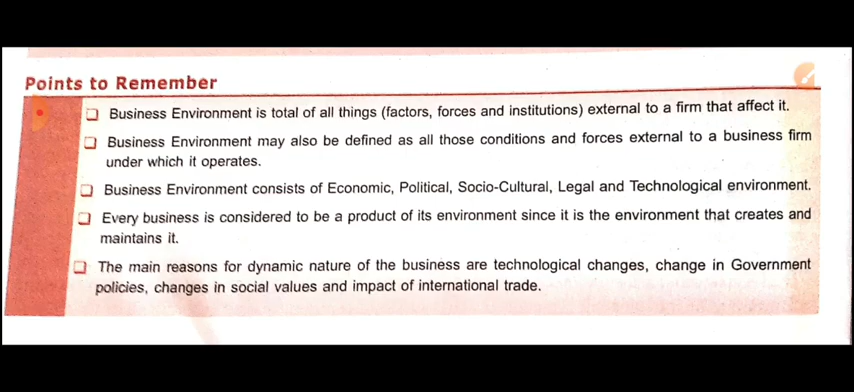 Points to Remember
❑ Business Environment is total of all things (factors, forces and institutions) external to a firm that affect it.
❑ Business Environment may also be defined as all those conditions and forces external to a business firm
under which it operates.
❑ Business Environment consists of Economic, Political, Socio-Cultural, Legal and Technological environment.
❑ Every business is considered to be a product of its environment since it is the environment that creates and
maintains it.
❑ The main reasons for dynamic nature of the business are technological changes, change in Government
policies, changes in social values and impact of international trade.